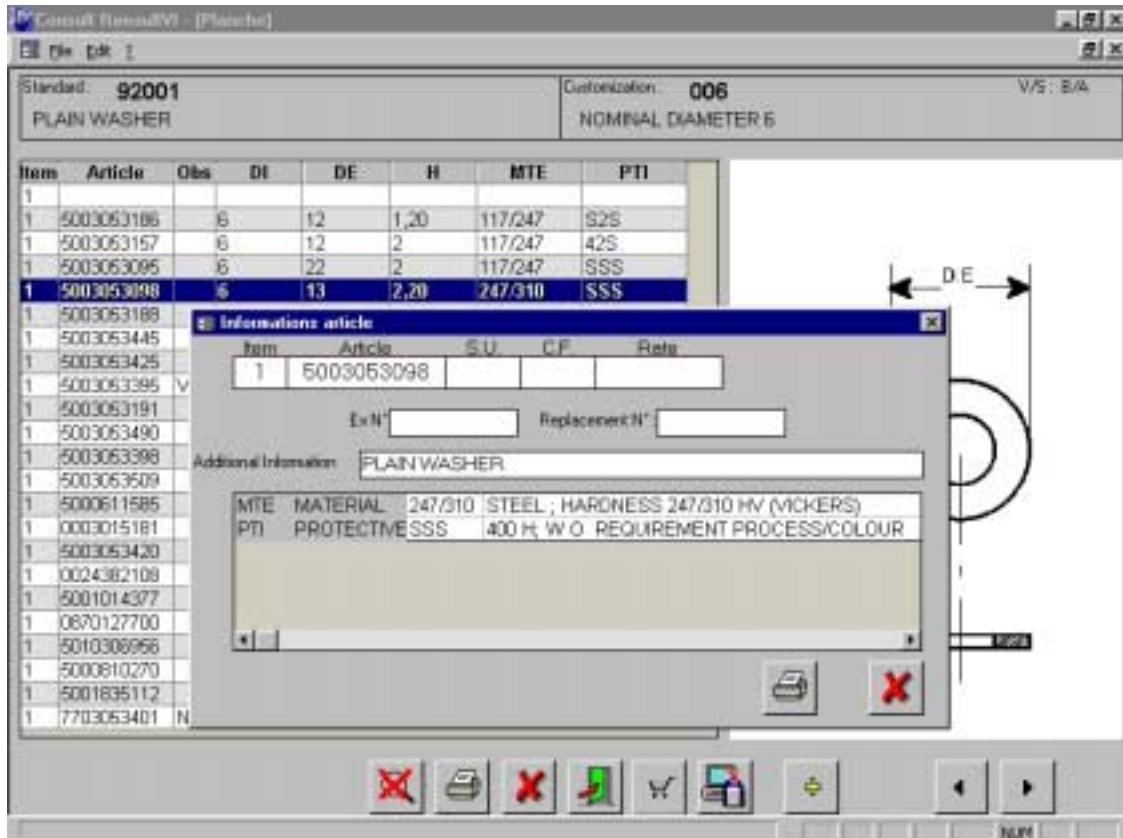 Consult RenaultVI - [Planche]
File Edit ?
Standard: 92001 Customization: 006 V/S : B/A
PLAIN WASHER NOMINAL DIAMETER 6
Item Article Obs DI DE H MTE PTI
1
1 5003053186 6 12 1,20 117/247 S2S
1 5003053157 6 12 2 117/247 42S
1 5003053095 6 22 2 117/247 SSS
1 5003053098 6 13 2,20 247/310 SSS
1 5003053188
1 5003053445
1 5003053425
1 5003053395 V
1 5003053191
1 5003053490
1 5003053398
1 5003053509
1 5000611585
1 0003015181
1 5003053420
1 0024382109
1 5001014377
1 0870127700
1 5010306956
1 5000810270
1 5001835112
1 7703053401 N
D.E
Informations article
Item Article S.U. C.F. Rete
1 5003053098
Ex N° Replacement N° :
Additional Information PLAIN WASHER
MTE MATERIAL 247/310 STEEL ; HARDNESS 247/310 HV (VICKERS)
PTI PROTECTIVE SSS 400 H; W O REQUIREMENT PROCESS/COLOUR
NUM